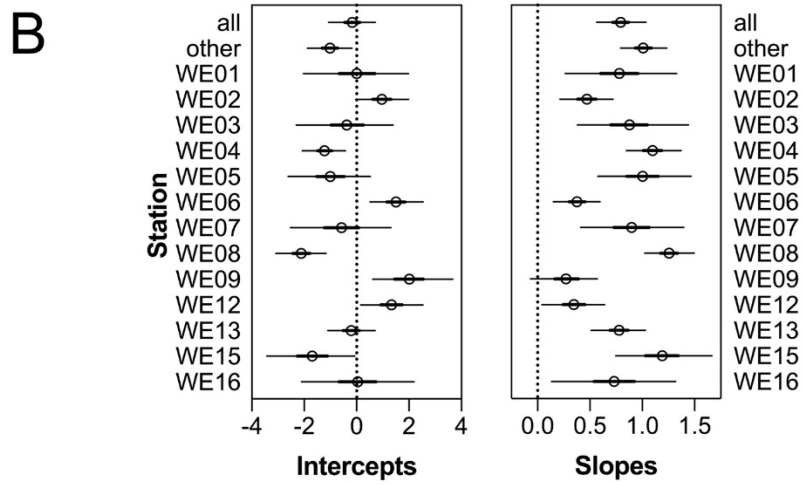 B
all
other
WE01
WE02
WE03
WE04
WE05
WE06
WE07
WE08
WE09
WE12
WE13
WE15
WE16
Station
-4 -2 0 2 4
Intercepts
0.0 0.5 1.0 1.5
Slopes
all
other
WE01
WE02
WE03
WE04
WE05
WE06
WE07
WE08
WE09
WE12
WE13
WE15
WE16